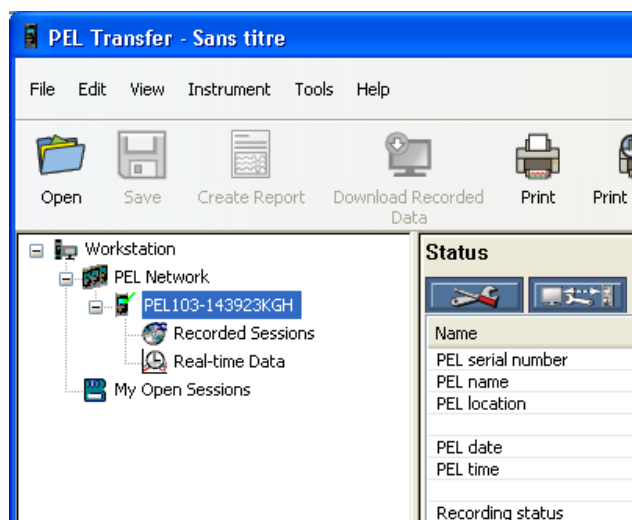 PEL Transfer - Sans titre
File Edit View Instrument Tools Help
Open Save Create Report Download Recorded Data Print Print
Workstation
PEL Network
PEL103-143923KGH
Recorded Sessions
Real-time Data
My Open Sessions
Status
Name
PEL serial number
PEL name
PEL location
PEL date
PEL time
Recording status